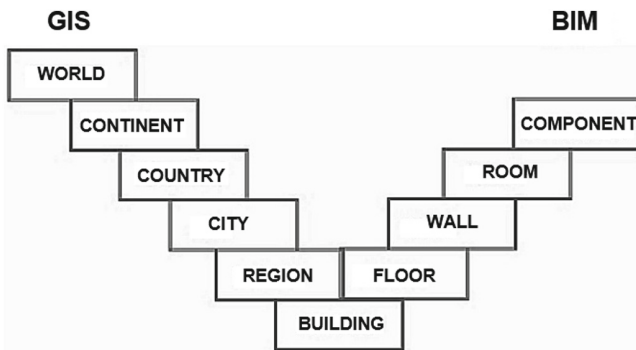 GIS BIM
WORLD
CONTINENT COMPONENT
COUNTRY ROOM
CITY WALL
REGION FLOOR
BUILDING